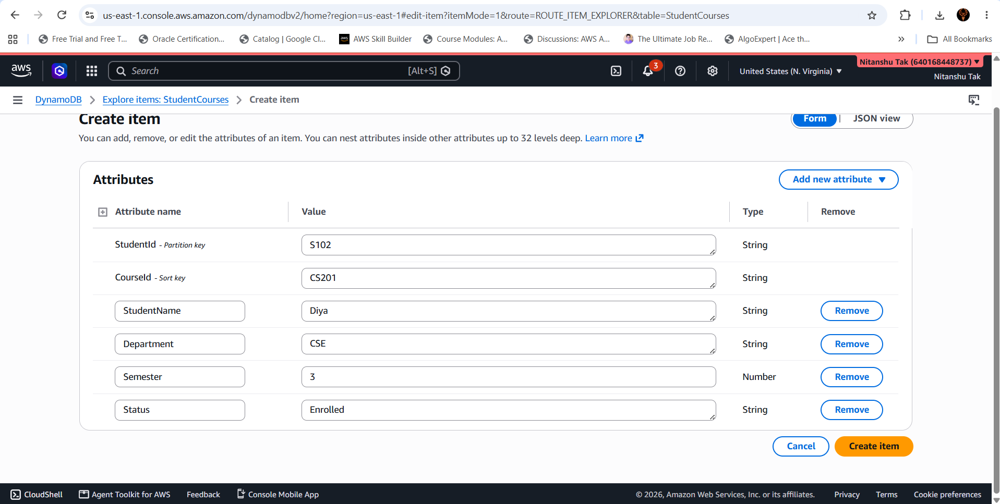 us-east-1.console.aws.amazon.com/dynamodbv2/home?region=us-east-1#edit-item?itemMode=1&route=ROUTE_ITEM_EXPLORER&table=StudentCourses
Free Trial and Free T... Oracle Certification... Catalog | Google Cl... aws AWS Skill Builder Course Modules: A... Discussions: AWS A... The Ultimate Job Re... AlgoExpert | Ace th... » All Bookmarks
aws Search [Alt+S] 3 United States (N. Virginia) ▼ Nitanshu Tak (640168448737) ▼
Nitanshu Tak
DynamoDB > Explore items: StudentCourses > Create item
Create item Form | JSON view
You can add, remove, or edit the attributes of an item. You can nest attributes inside other attributes up to 32 levels deep. Learn more
Attributes Add new attribute ▼
Attribute name Value Type Remove
StudentId - Partition key S102 String
CourseId - Sort key CS201 String
StudentName Diya String Remove
Department CSE String Remove
Semester 3 Number Remove
Status Enrolled String Remove
Cancel Create item
CloudShell Agent Toolkit for AWS Feedback Console Mobile App © 2026, Amazon Web Services, Inc. or its affiliates. Privacy Terms Cookie preferences